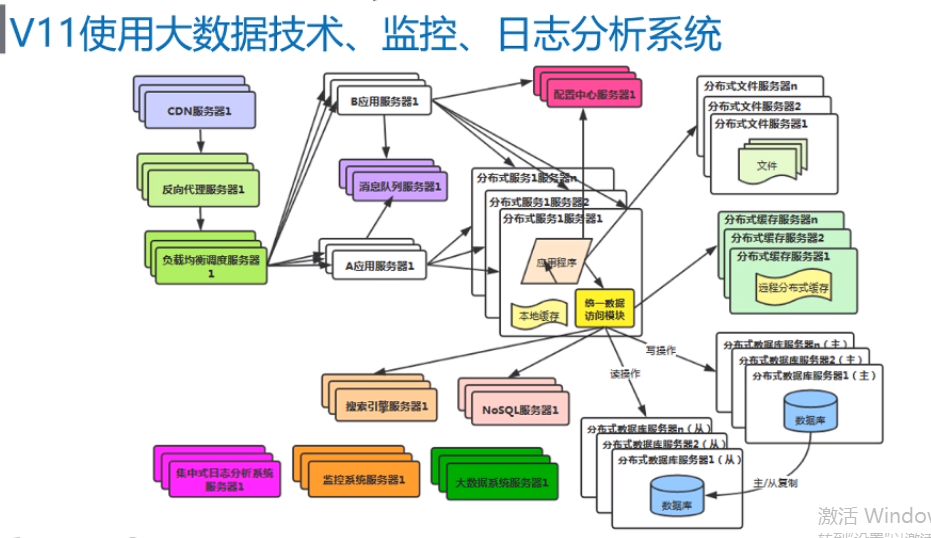 V11使用大数据技术、监控、日志分析系统
CDN服务器1
B应用服务器1
配置中心服务器1
分布式文件服务器n
分布式文件服务器2
分布式文件服务器1
文件
反向代理服务器1
消息队列服务器1
分布式服务1服务器n
分布式服务1服务器2
分布式服务1服务器1
分布式缓存服务器n
分布式缓存服务器2
分布式缓存服务器1
远程分布式缓存
负载均衡调度服务器
1
A应用服务器1
应用程序
本地缓存
统一数据
访问模块
写操作
读操作
分布式数据库服务器n（主）
分布式数据库服务器2（主）
分布式数据库服务器1（主）
数据库
搜索引擎服务器1
NoSQL服务器1
分布式数据库服务器n（从）
分布式数据库服务器2（从）
分布式数据库服务器1（从）
数据库
主/从复制
集中式日志分析系统
服务器1
监控系统服务器1
大数据系统服务器1
激活 Window
转到"设置"以激活